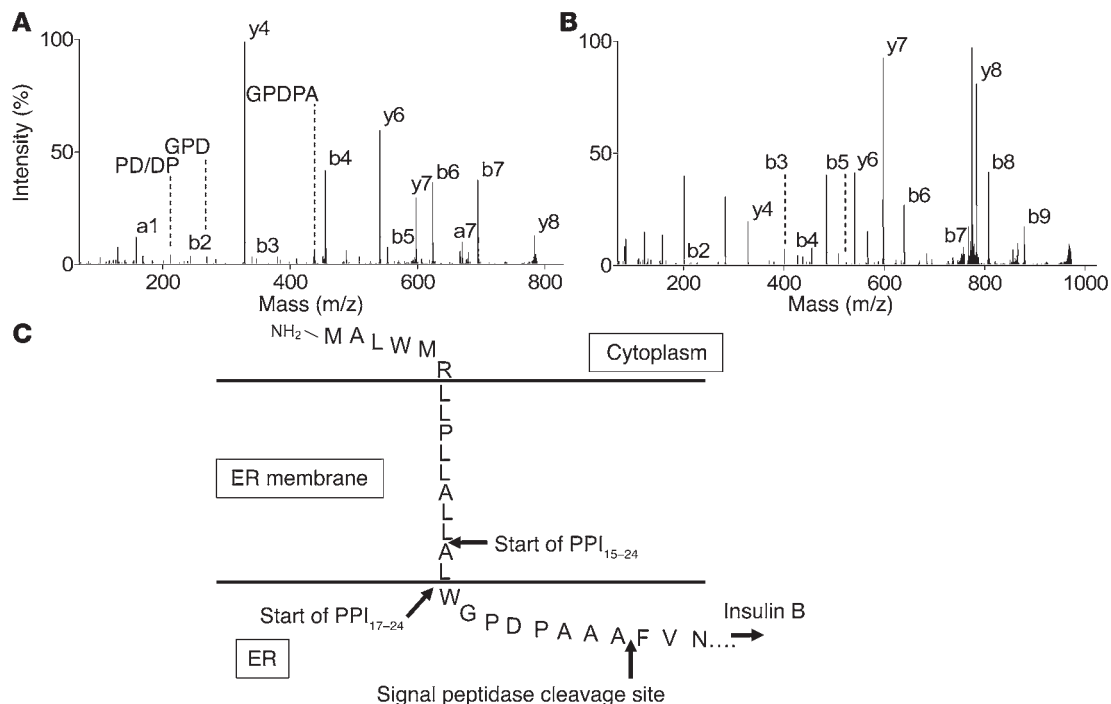 A
100
50
0
Intensity (%)
y4
GPDPA
GPD
PD/DP
a1
b2
b3
b4
y6
b5
y7
b6
a7
b7
y8
200
400
600
800
Mass (m/z)
B
100
50
0
b2
y4
b3
b4
b5
y6
y7
b6
b7
y8
b8
b9
200
400
600
800
1000
Mass (m/z)
C
NH2 M A L W M
R
L
L
P
L
L
A
L
L
A
L
W G P D P A A A F V N....
Cytoplasm
ER membrane
Start of PPI15–24
Start of PPI17–24
Insulin B
ER
Signal peptidase cleavage site